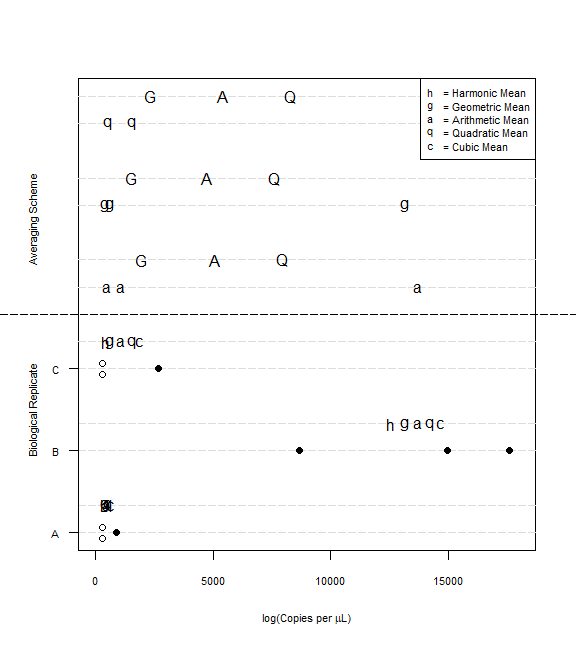 G A Q
q q
G A Q
g g g
G A Q
a a a
h g a q c
h g a q c
c
h = Harmonic Mean
g = Geometric Mean
a = Arithmetic Mean
q = Quadratic Mean
c = Cubic Mean
Averaging Scheme
Biological Replicate
C
B
A
0 5000 10000 15000
log(Copies per µL)